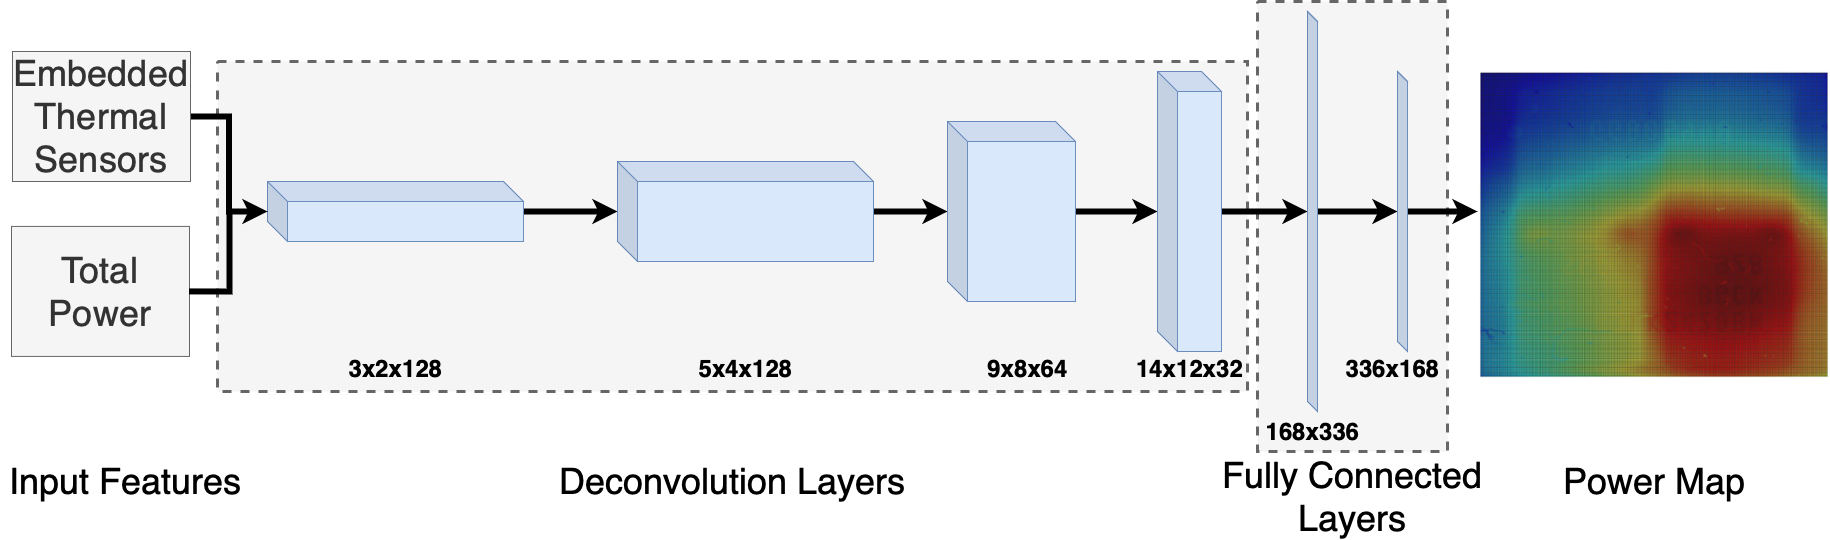 Embedded
Thermal
Sensors
Total
Power
3x2x128
5x4x128
9x8x64
14x12x32
168x336
336x168
Input Features
Deconvolution Layers
Fully Connected
Layers
Power Map